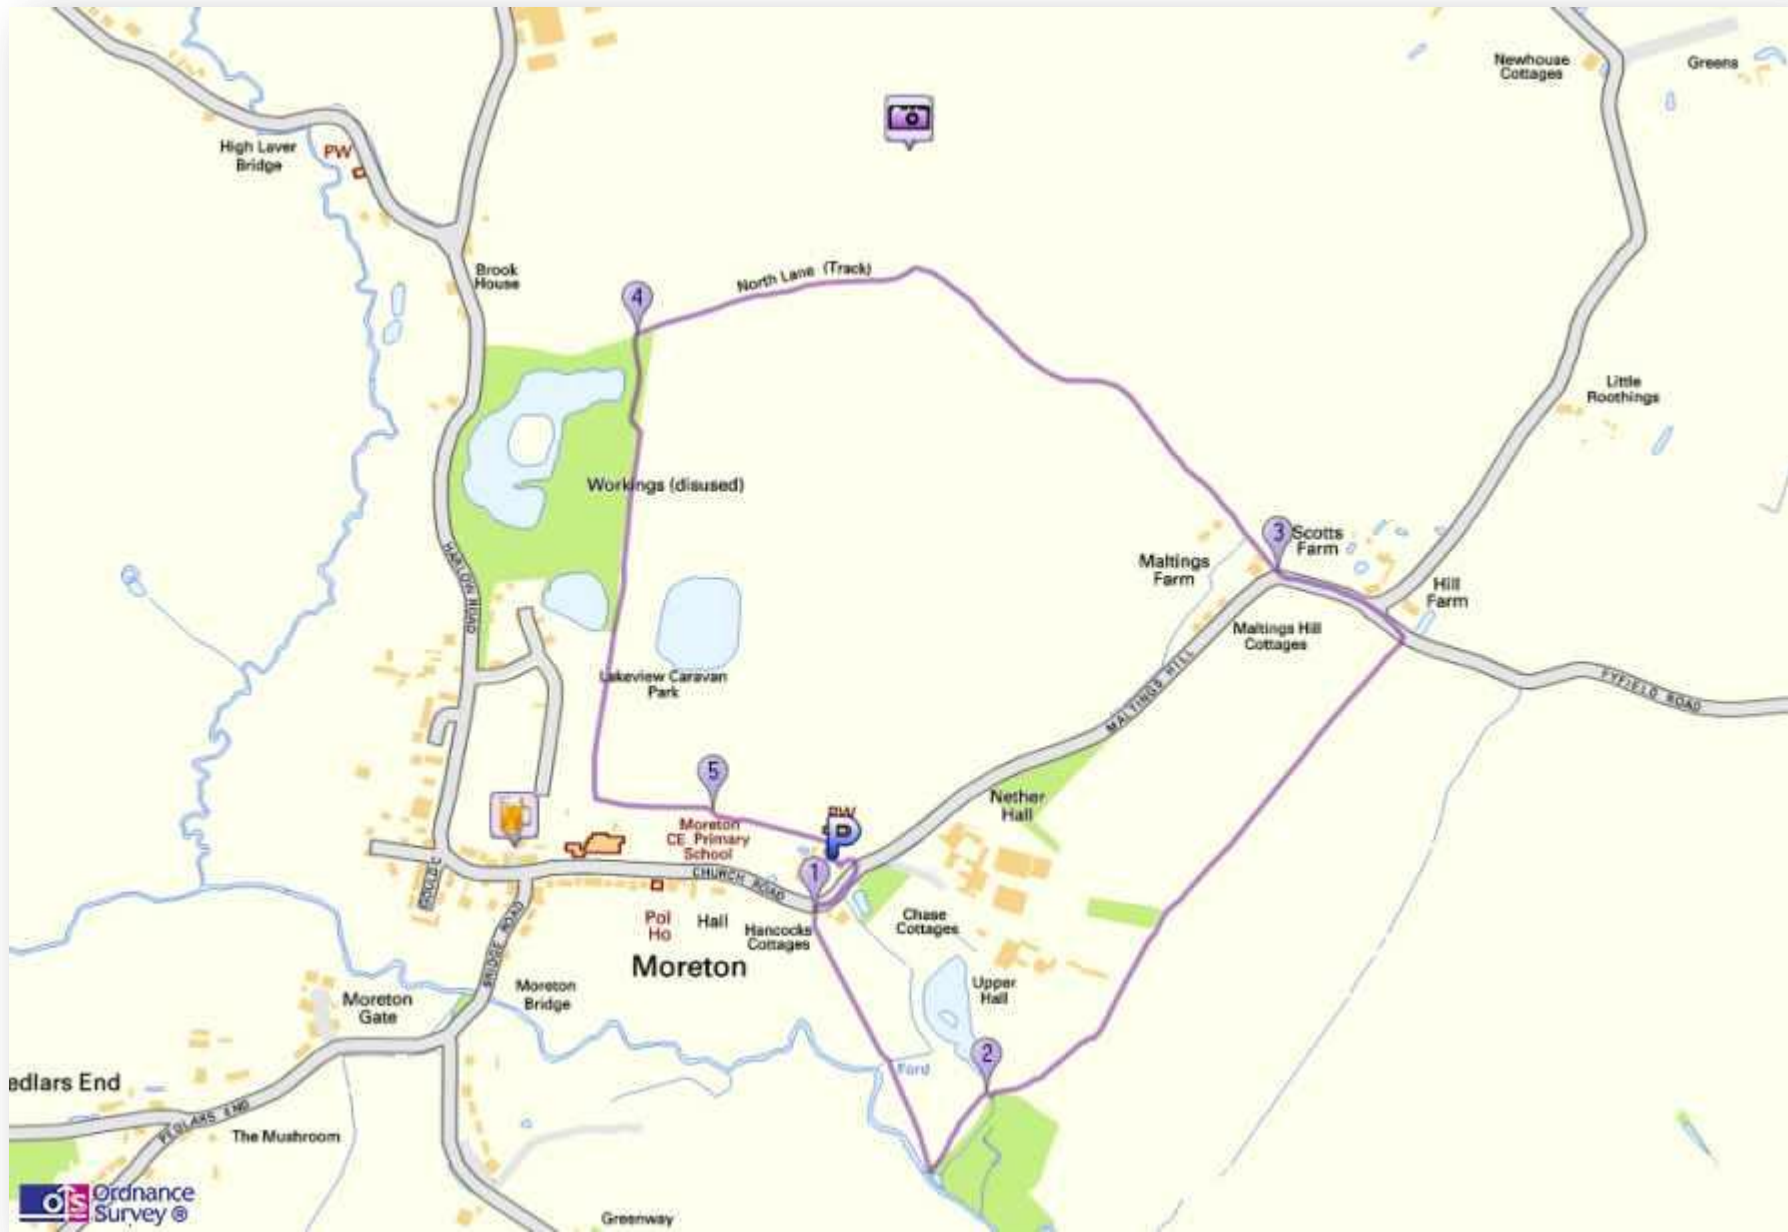 Newhouse
Cottages
Greens
High Laver
Bridge
PW
Brook
House
North Lane (Track)
4
Little
Roothings
Workings (disused)
3
Scotts
Farm
Maltings
Farm
Hill
Farm
HARLOW ROAD
Maltings Hill
Cottages
MALTINGS HILL
FYFIELD ROAD
Lakeview Caravan
Park
5
Nether
Hall
PW
P
Moreton
CE Primary
School
1
CHURCH ROAD
Pol
Ho
Hall
Hancocks
Cottages
Chase
Cottages
BRIDGE ROAD
Moreton
Moreton
Bridge
Moreton
Gate
Upper
Hall
2
Ford
edlars End
PEDLARS END
The Mushroom
OS Ordnance
Survey ®
Greenway